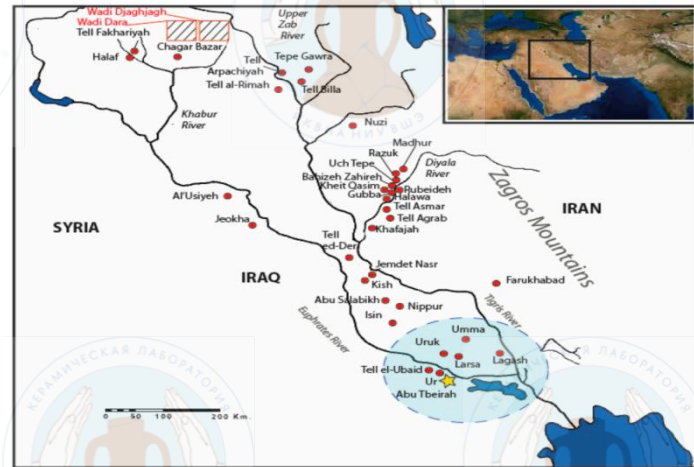 Wadi Djaghjagh
Wadi Dara
Tell Fakhariyah
Halaf
Chagar Bazar
Upper
Zab
River
Tell
Arpachiyah
Tepe Gawra
Tell al-Rimah
Tell Billa
Khabur
River
Nuzi
Madhur
Razuk
Uch Tepe
Diyala
River
Bahizeh Zahireh
Kheit Qasim
Rubeideh
Gubba
Halawa
Tell Asmar
Tell Agrab
Khafajah
Zagros Mountains
IRAN
Al'Usiyeh
Jeokha
SYRIA
IRAQ
Tell
ed-Der
Jemdet Nasr
Kish
Farukhabad
Abu Salabikh
Nippur
Isin
Tigris River
Euphrates River
Umma
Uruk
Larsa
Lagash
Tell el-Ubaid
Ur
Abu Tbeirah
0 50 100 200 Km.
КЕРАМИЧЕСКАЯ ЛАБОРАТОРИЯ
КЕРАМИЧЕСКАЯ ЛАБОРАТОРИЯ